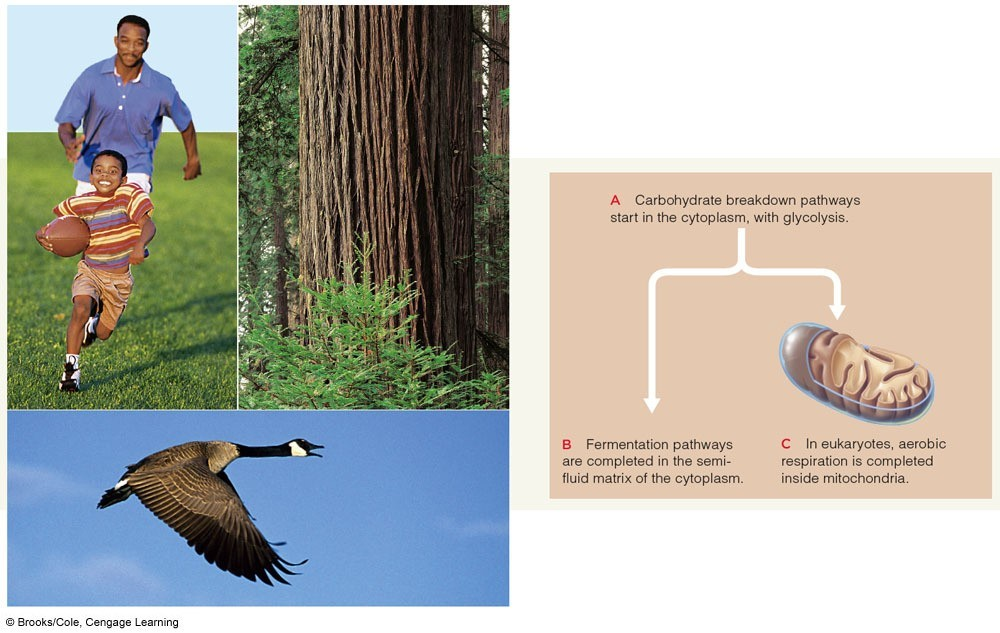 A Carbohydrate breakdown pathways
start in the cytoplasm, with glycolysis.
B Fermentation pathways
are completed in the semi-
fluid matrix of the cytoplasm.
C In eukaryotes, aerobic
respiration is completed
inside mitochondria.
© Brooks/Cole, Cengage Learning